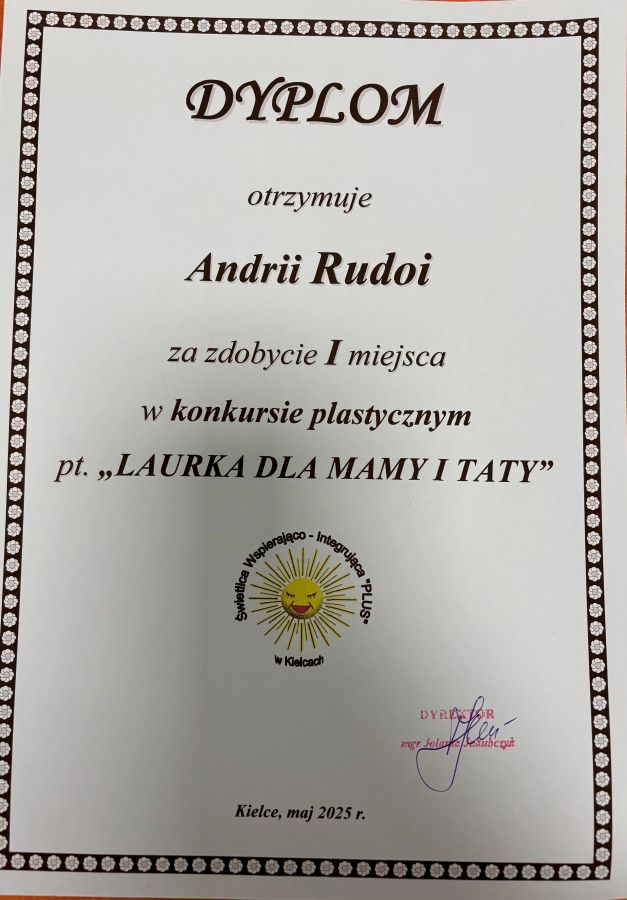 DYPLOM
otrzymuje
Andrii Rudoi
za zdobycie I miejsca
w konkursie plastycznym
pt. „LAURKA DLA MAMY I TATY”
Świetlica Wspierająco - Integrująca "PLUS"
w Kielcach
DYREKTOR
mgr Jolanta Jakubczyk
Kielce, maj 2025 r.